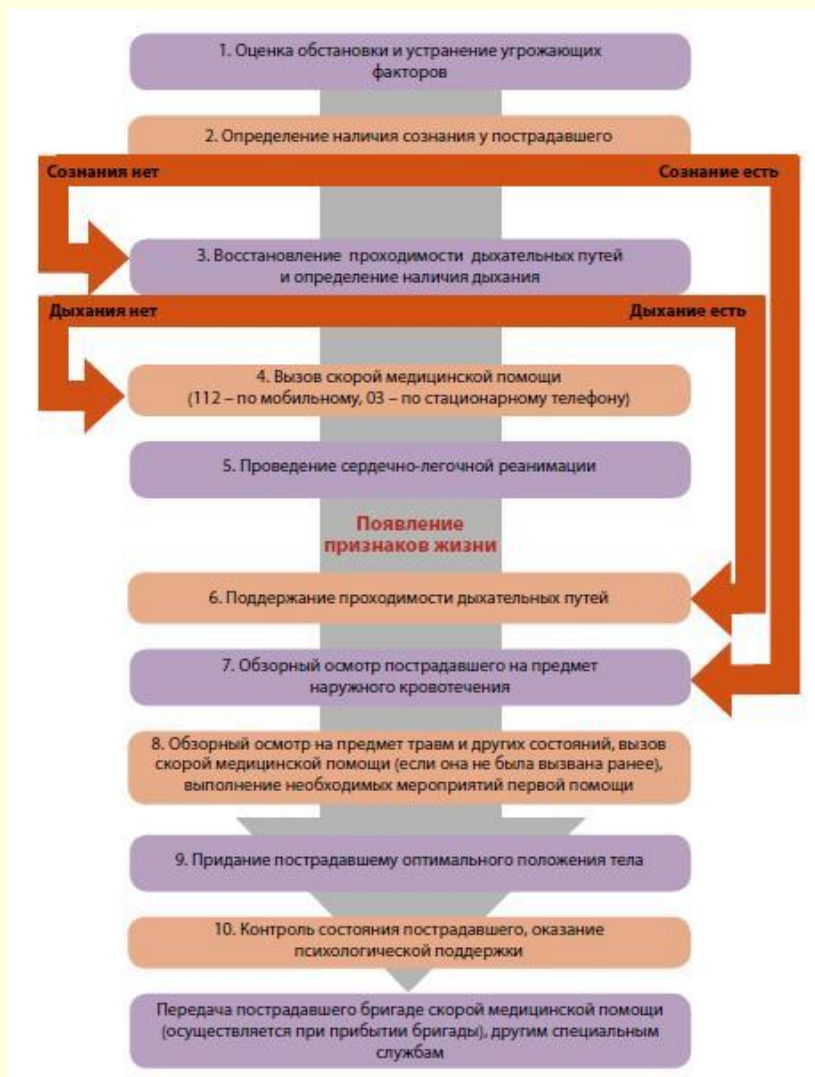 1. Оценка обстановки и устранение угрожающих
факторов
2. Определение наличия сознания у пострадавшего
Сознания нет
Сознание есть
3. Восстановление проходимости дыхательных путей
и определение наличия дыхания
Дыхания нет
Дыхание есть
4. Вызов скорой медицинской помощи
(112 – по мобильному, 03 – по стационарному телефону)
5. Проведение сердечно-легочной реанимации
Появление
признаков жизни
6. Поддержание проходимости дыхательных путей
7. Обзорный осмотр пострадавшего на предмет
наружного кровотечения
8. Обзорный осмотр на предмет травм и других состояний, вызов
скорой медицинской помощи (если она не была вызвана ранее),
выполнение необходимых мероприятий первой помощи
9. Придание пострадавшему оптимального положения тела
10. Контроль состояния пострадавшего, оказание
психологической поддержки
Передача пострадавшего бригаде скорой медицинской помощи
(осуществляется при прибытии бригады), другим специальным
службам